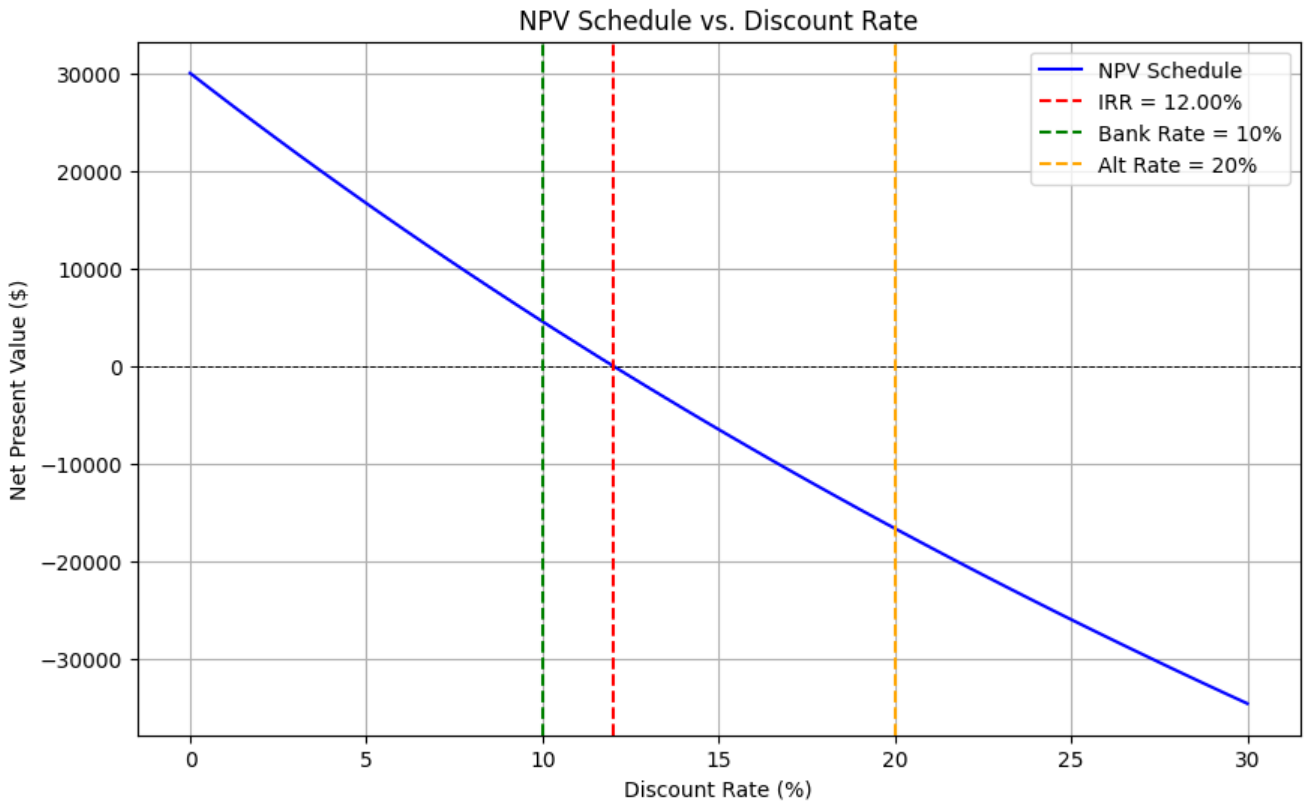 NPV Schedule vs. Discount Rate
NPV Schedule
IRR = 12.00%
Bank Rate = 10%
Alt Rate = 20%
Net Present Value ($)
30000
20000
10000
0
−10000
−20000
−30000
0 5 10 15 20 25 30
Discount Rate (%)